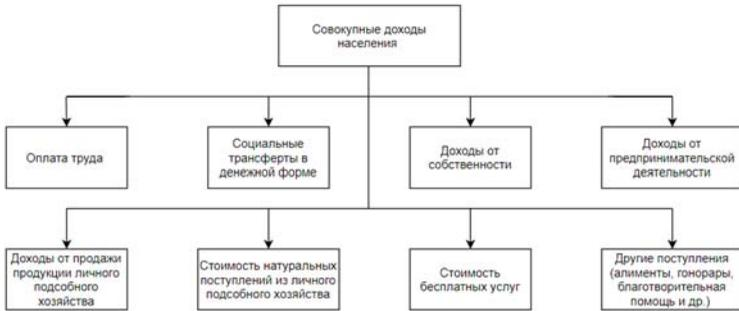 Совокупные доходы
населения
Оплата труда
Социальные
трансферты в
денежной форме
Доходы от
собственности
Доходы от
предпринимательской
деятельности
Доходы от продажи
продукции личного
подсобного
хозяйства
Стоимость натуральных
поступлений из личного
подсобного хозяйства
Стоимость
бесплатных услуг
Другие поступления
(алименты, гонорары,
благотворительная
помощь и др.)